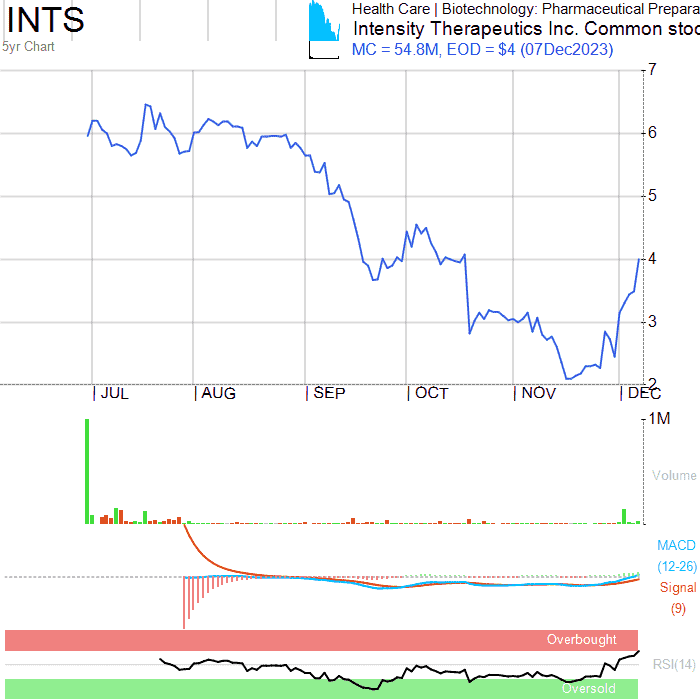 INTS
5yr Chart
Health Care | Biotechnology: Pharmaceutical Prepara
Intensity Therapeutics Inc. Common stoc
MC = 54.8M, EOD = $4 (07Dec2023)
7
6
5
4
3
2
JUL AUG SEP OCT NOV DEC
1M
Volume
MACD
(12-26)
Signal
(9)
Overbought
RSI(14)
Oversold